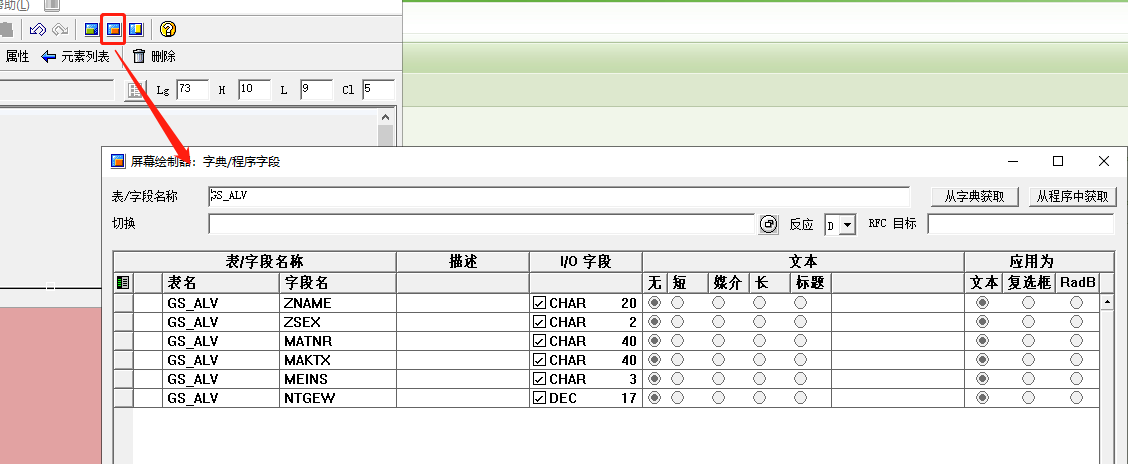 帮助(L)
属性 元素列表 删除
Lg 73 H 10 L 9 Cl 5
屏幕绘制器: 字典/程序字段
表/字段名称 GS_ALV 从字典获取 从程序中获取
切换 反应 D RFC 目标
表/字段名称 描述 I/O 字段 文本 应用为
表名 字段名 无 短 媒介 长 标题 文本 复选框 RadB
GS_ALV ZNAME CHAR 20
GS_ALV ZSEX CHAR 2
GS_ALV MATNR CHAR 40
GS_ALV MAKTX CHAR 40
GS_ALV MEINS CHAR 3
GS_ALV NTGEW DEC 17